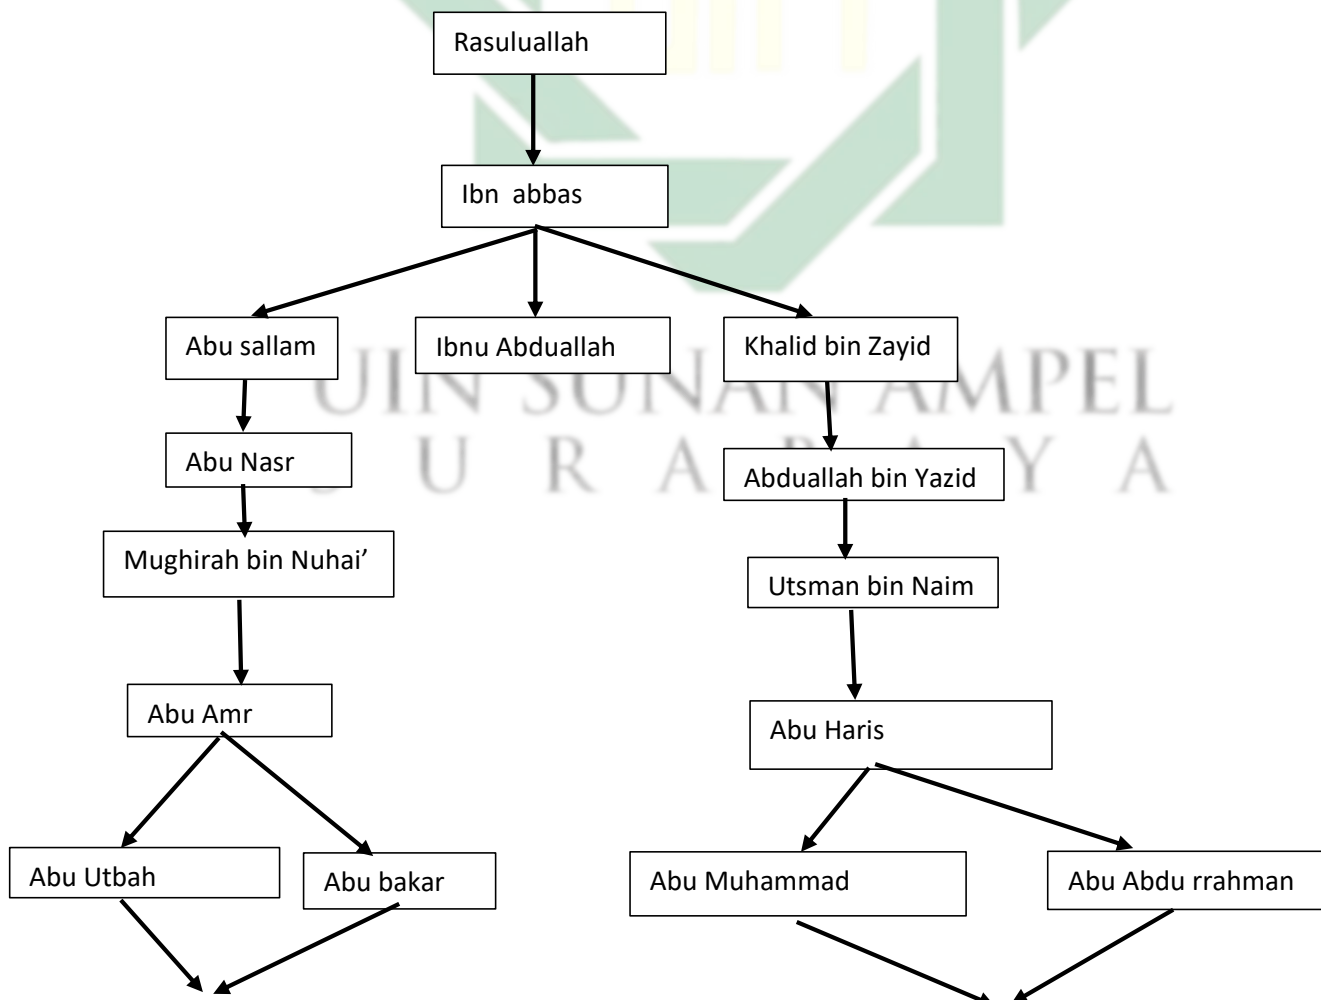 Rasuluallah
Ibn abbas
Abu sallam
Ibnu Abduallah
Khalid bin Zayid
UIN SUNAN AMPEL
S U R A B A Y A
Abu Nasr
Abduallah bin Yazid
Mughirah bin Nuhai’
Utsman bin Naim
Abu Amr
Abu Haris
Abu Utbah
Abu bakar
Abu Muhammad
Abu Abdu rrahman